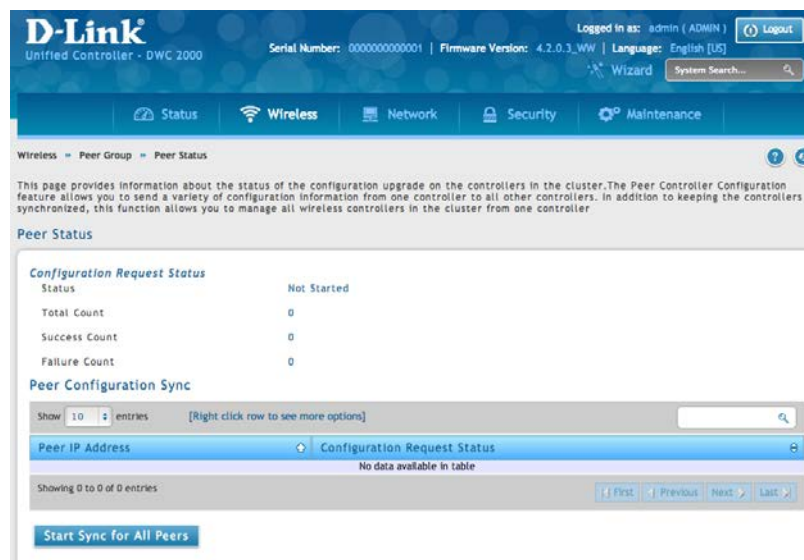 D-Link
Logged in as: admin ( ADMIN ) Logout
Unified Controller - DWC 2000
Serial Number: 0000000000001 | Firmware Version: 4.2.0.3_WW | Language: English [US]
Wizard System Search...
Status Wireless Network Security Maintenance
Wireless » Peer Group » Peer Status
This page provides information about the status of the configuration upgrade on the controllers in the cluster.The Peer Controller Configuration
feature allows you to send a variety of configuration information from one controller to all other controllers. In addition to keeping the controllers
synchronized, this function allows you to manage all wireless controllers in the cluster from one controller
Peer Status
Configuration Request Status
Status Not Started
Total Count 0
Success Count 0
Failure Count 0
Peer Configuration Sync
Show 10 entries [Right click row to see more options]
Peer IP Address Configuration Request Status
No data available in table
Showing 0 to 0 of 0 entries
First Previous Next Last
Start Sync for All Peers